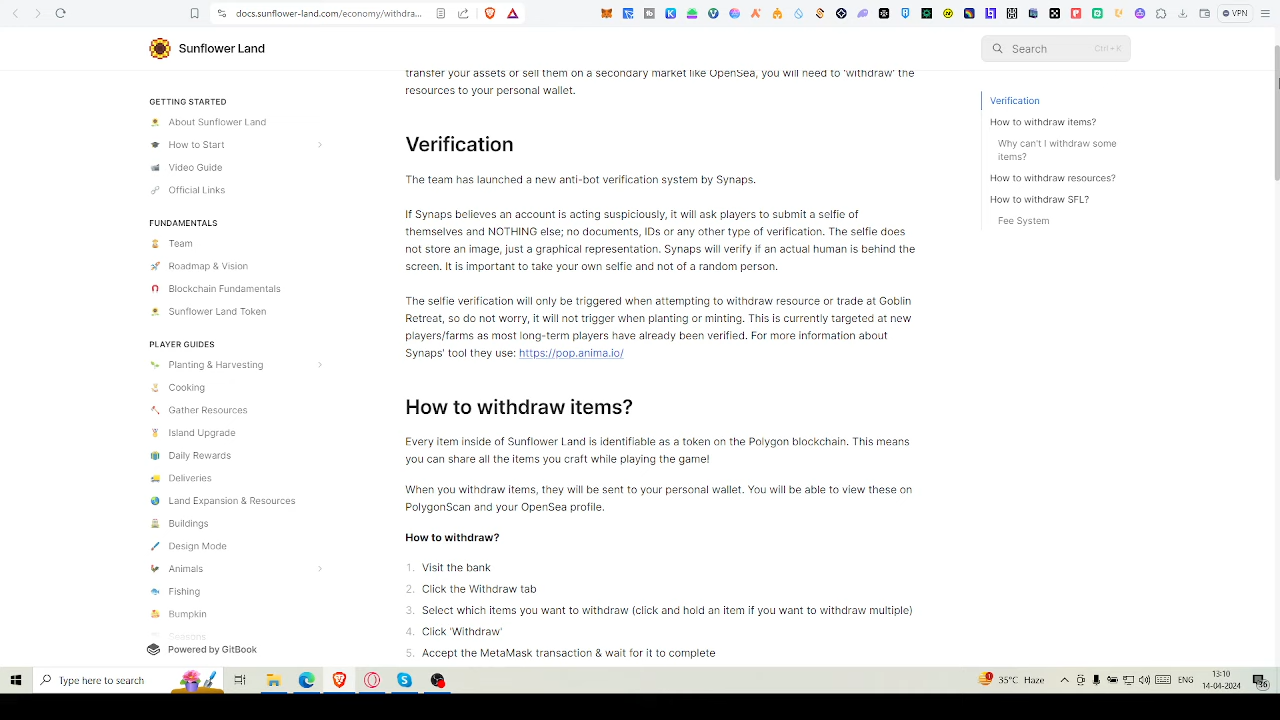 docs.sunflower-land.com/economy/withdra...
VPN
Sunflower Land
Search
Ctrl+K
GETTING STARTED
About Sunflower Land
How to Start
Video Guide
Official Links
FUNDAMENTALS
Team
Roadmap & Vision
Blockchain Fundamentals
Sunflower Land Token
PLAYER GUIDES
Planting & Harvesting
Cooking
Gather Resources
Island Upgrade
Daily Rewards
Deliveries
Land Expansion & Resources
Buildings
Design Mode
Animals
Fishing
Bumpkin
Seasons
Powered by GitBook
transfer your assets or sell them on a secondary market like OpenSea, you will need to 'withdraw' the
resources to your personal wallet.
Verification
The team has launched a new anti-bot verification system by Synaps.
If Synaps believes an account is acting suspiciously, it will ask players to submit a selfie of
themselves and NOTHING else; no documents, IDs or any other type of verification. The selfie does
not store an image, just a graphical representation. Synaps will verify if an actual human is behind the
screen. It is important to take your own selfie and not of a random person.
The selfie verification will only be triggered when attempting to withdraw resource or trade at Goblin
Retreat, so do not worry, it will not trigger when planting or minting. This is currently targeted at new
players/farms as most long-term players have already been verified. For more information about
Synaps' tool they use: https://pop.anima.io/
How to withdraw items?
Every item inside of Sunflower Land is identifiable as a token on the Polygon blockchain. This means
you can share all the items you craft while playing the game!
When you withdraw items, they will be sent to your personal wallet. You will be able to view these on
PolygonScan and your OpenSea profile.
How to withdraw?
1. Visit the bank
2. Click the Withdraw tab
3. Select which items you want to withdraw (click and hold an item if you want to withdraw multiple)
4. Click 'Withdraw'
5. Accept the MetaMask transaction & wait for it to complete
Verification
How to withdraw items?
Why can't I withdraw some
items?
How to withdraw resources?
How to withdraw SFL?
Fee System
Type here to search
35°C Haze
ENG
13:10
14-04-2024